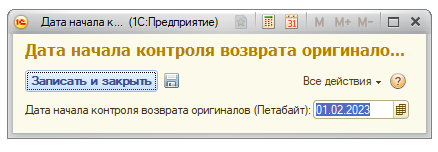 Дата начала к... (1С:Предприятие) M M+ M-
Дата начала контроля возврата оригинало...
Записать и закрыть Все действия
Дата начала контроля возврата оригиналов (Петабайт): 01.02.2023